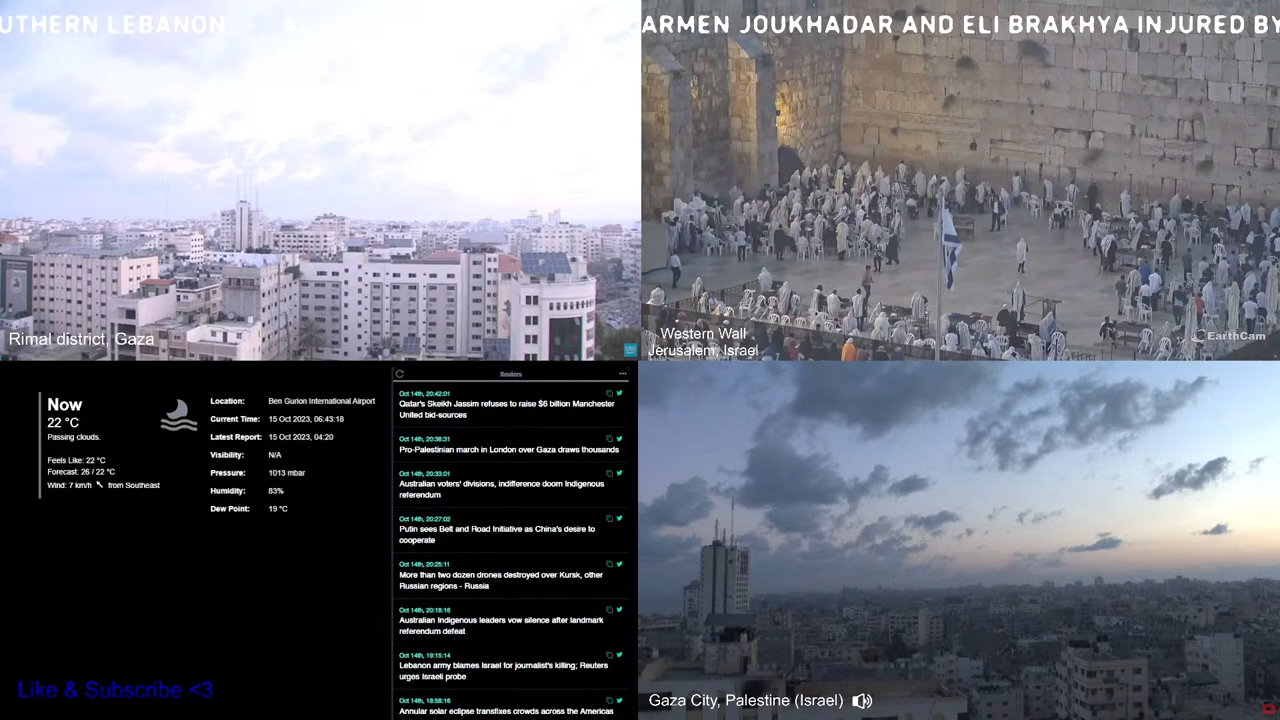 UTHERN LEBANON
ARMEN JOUKHADAR AND ELI BRAKHYA INJURED BY
Rimal district, Gaza
Western Wall
Jerusalem, Israel
EarthCam
Now
22 °C
Passing clouds.
Feels Like: 22 °C
Forecast: 26 / 22 °C
Wind: 7 km/h from Southeast
Location: Ben Gurion International Airport
Current Time: 15 Oct 2023, 06:43:18
Latest Report: 15 Oct 2023, 04:20
Visibility: N/A
Pressure: 1013 mbar
Humidity: 83%
Dew Point: 19 °C
Like & Subscribe <3
Reuters
Oct 14th, 20:42:01
Qatar's Skeikh Jassim refuses to raise $6 billion Manchester
United bid-sources
Oct 14th, 20:38:31
Pro-Palestinian march in London over Gaza draws thousands
Oct 14th, 20:33:01
Australian voters' divisions, indifference doom Indigenous
referendum
Oct 14th, 20:27:02
Putin sees Belt and Road Initiative as China's desire to
cooperate
Oct 14th, 20:25:11
More than two dozen drones destroyed over Kursk, other
Russian regions - Russia
Oct 14th, 20:18:16
Australian Indigenous leaders vow silence after landmark
referendum defeat
Oct 14th, 19:15:14
Lebanon army blames Israel for journalist's killing; Reuters
urges Israeli probe
Oct 14th, 18:58:16
Annular solar eclipse transfixes crowds across the Americas
Gaza City, Palestine (Israel)